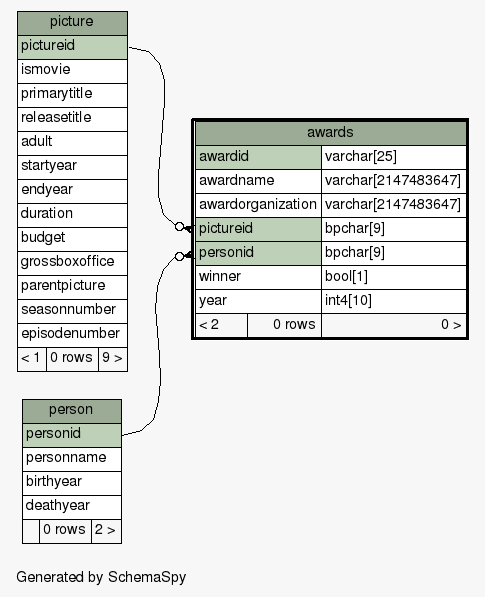 picture
pictureid
ismovie
primarytitle
releasetitle
adult
startyear
endyear
duration
budget
grossboxoffice
parentpicture
seasonnumber
episodenumber
< 1 0 rows 9 >
awards
awardid varchar[25]
awardname varchar[2147483647]
awardorganization varchar[2147483647]
pictureid bpchar[9]
personid bpchar[9]
winner bool[1]
year int4[10]
< 2 0 rows 0 >
person
personid
personname
birthyear
deathyear
0 rows 2 >
Generated by SchemaSpy